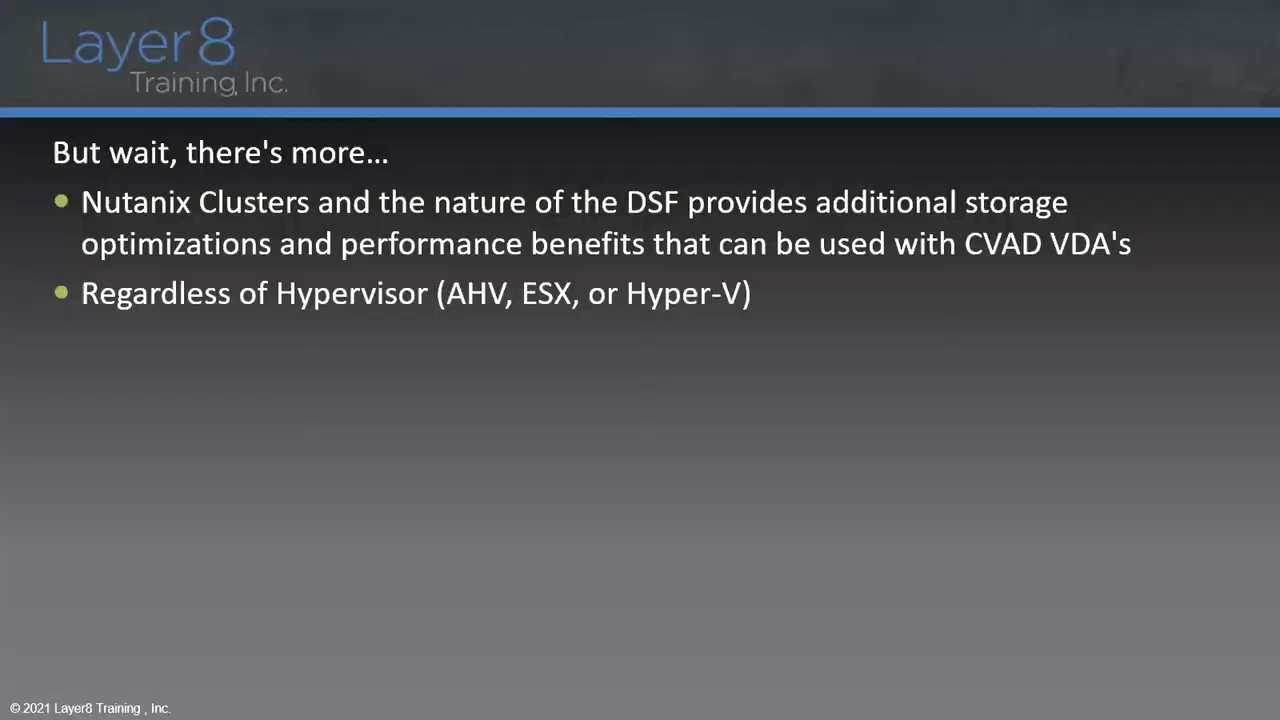 Layer8
Training, Inc.
But wait, there's more…
Nutanix Clusters and the nature of the DSF provides additional storage
optimizations and performance benefits that can be used with CVAD VDA's
Regardless of Hypervisor (AHV, ESX, or Hyper-V)
© 2021 Layer8 Training , Inc.